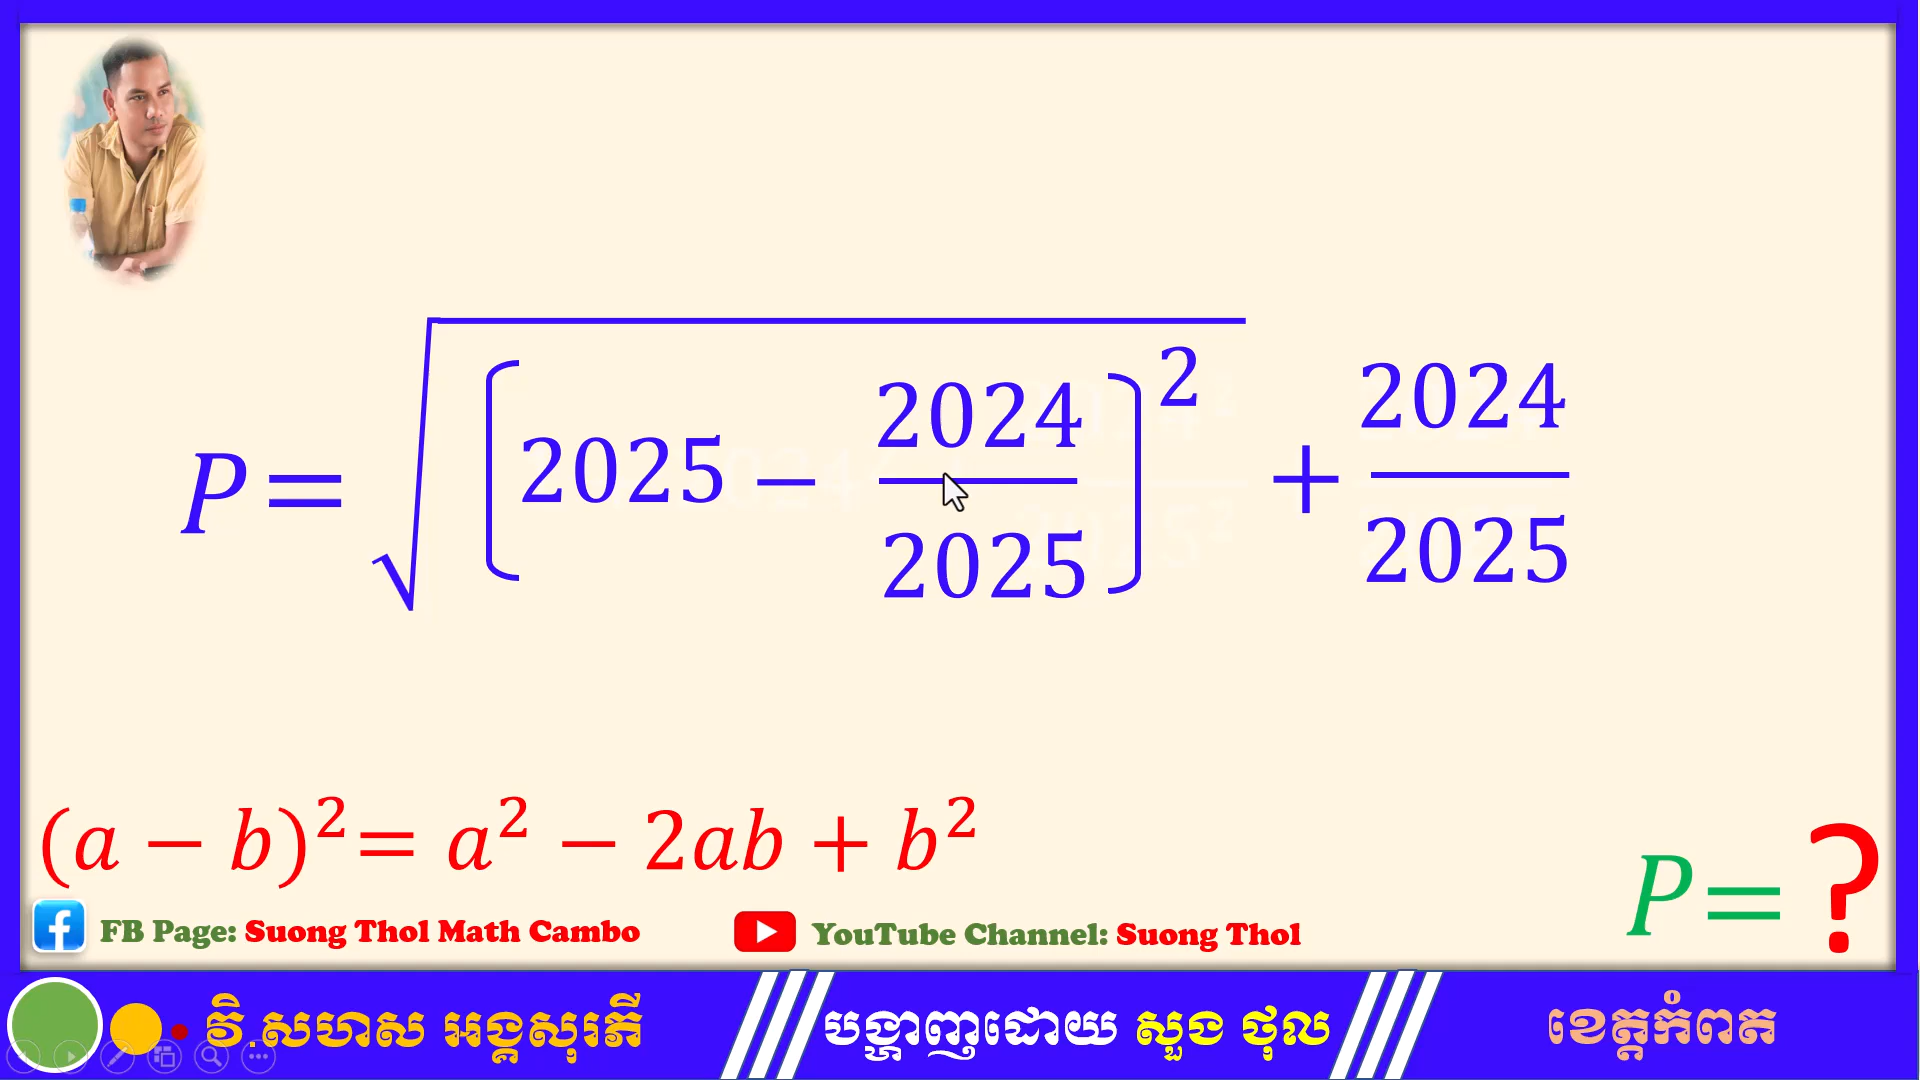 P = √(2025 − 2024/2025)² + 2024/2025
(a − b)² = a² − 2ab + b²
P = ?
FB Page: Suong Thol Math Cambo
YouTube Channel: Suong Thol
វិ.សហស អង្គសុរភី
បង្ហាញដោយ សួង ថុល
ខេត្តកំពត